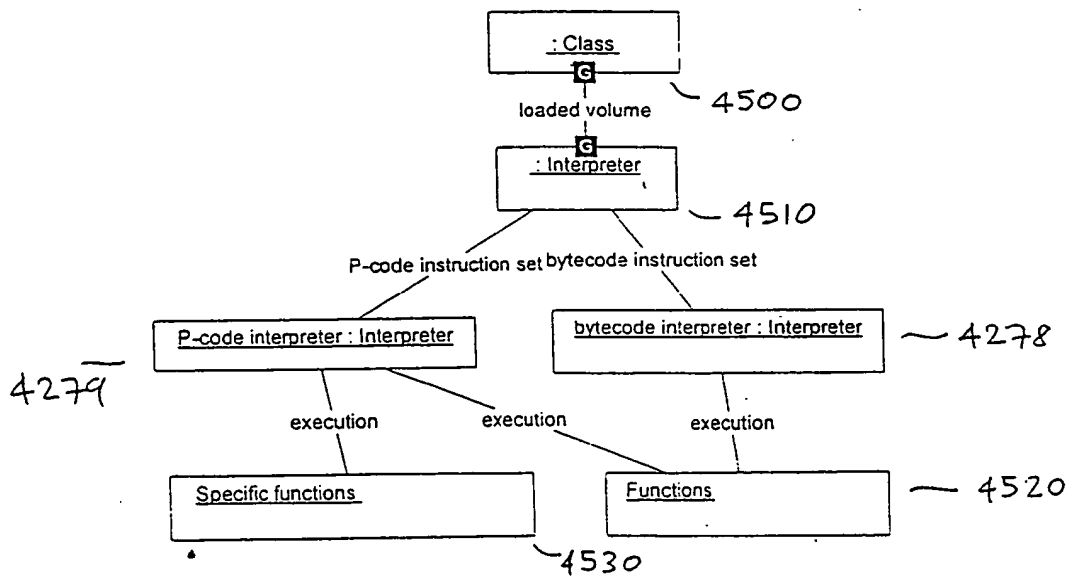 : Class
G
4500
loaded volume
G
: Interpreter
4510
P-code instruction set bytecode instruction set
P-code interpreter : Interpreter
bytecode interpreter : Interpreter
4278
4279
execution
execution
execution
Specific functions
Functions
4520
4530